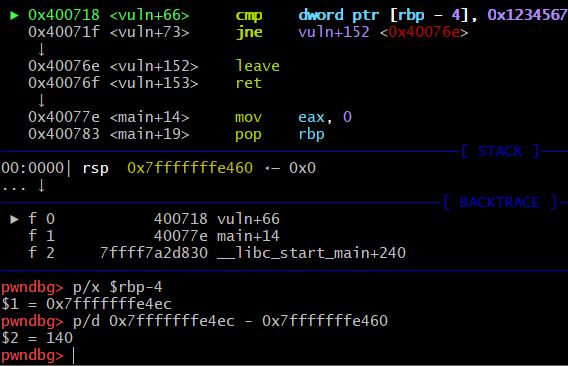 ► 0x400718 <vuln+66> cmp dword ptr [rbp - 4], 0x1234567
0x40071f <vuln+73> jne vuln+152 <0x40076e>
↓
0x40076e <vuln+152> leave
0x40076f <vuln+153> ret
↓
0x40077e <main+14> mov eax, 0
0x400783 <main+19> pop rbp
[ STACK ]
00:0000| rsp 0x7fffffffe460 ◂— 0x0
... ↓
[ BACKTRACE ]
► f 0 400718 vuln+66
f 1 40077e main+14
f 2 7ffff7a2d830 __libc_start_main+240
pwndbg> p/x $rbp-4
$1 = 0x7fffffffe4ec
pwndbg> p/d 0x7fffffffe4ec - 0x7fffffffe460
$2 = 140
pwndbg>